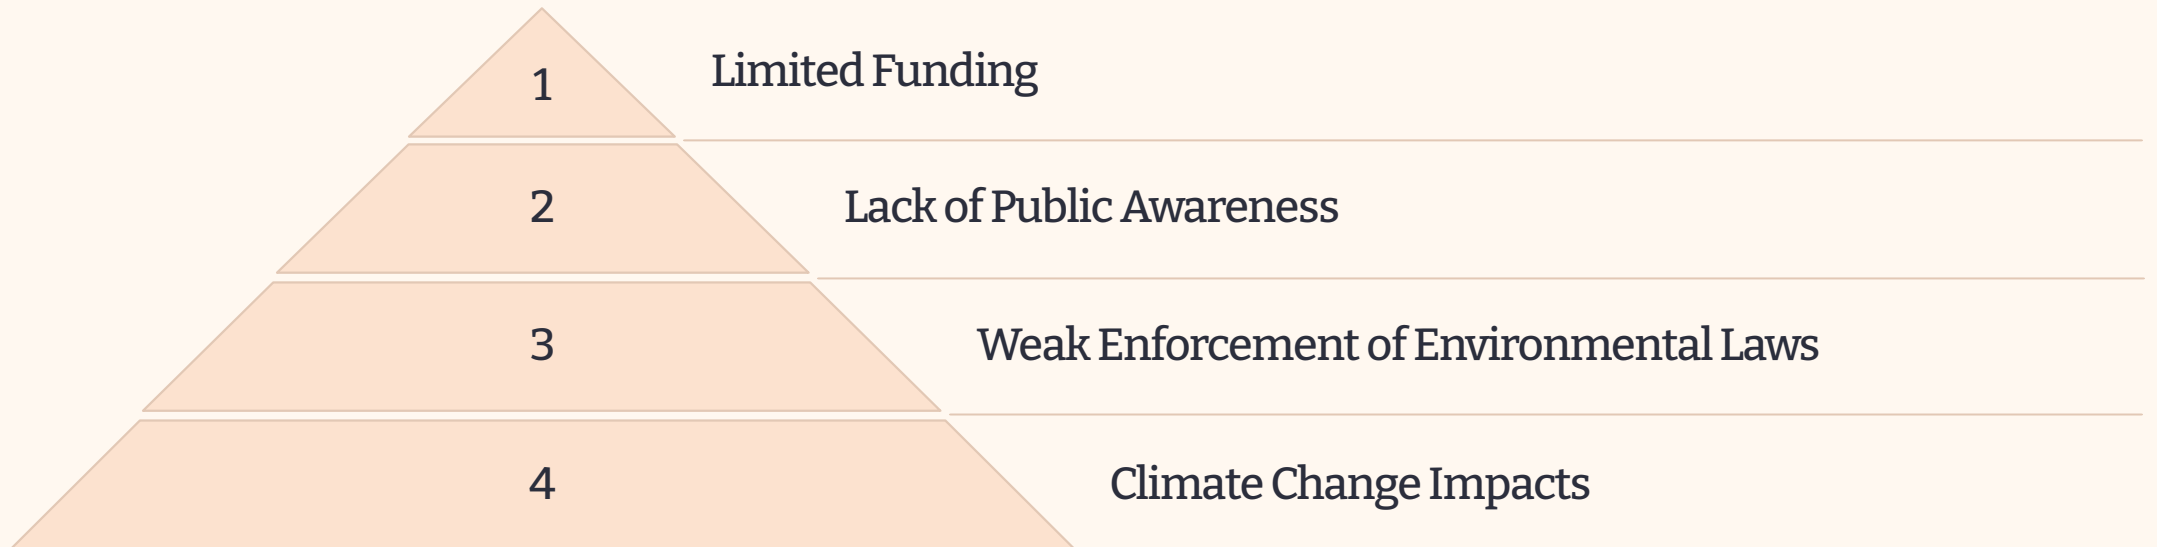 1
Limited Funding
2
Lack of Public Awareness
3
Weak Enforcement of Environmental Laws
4
Climate Change Impacts